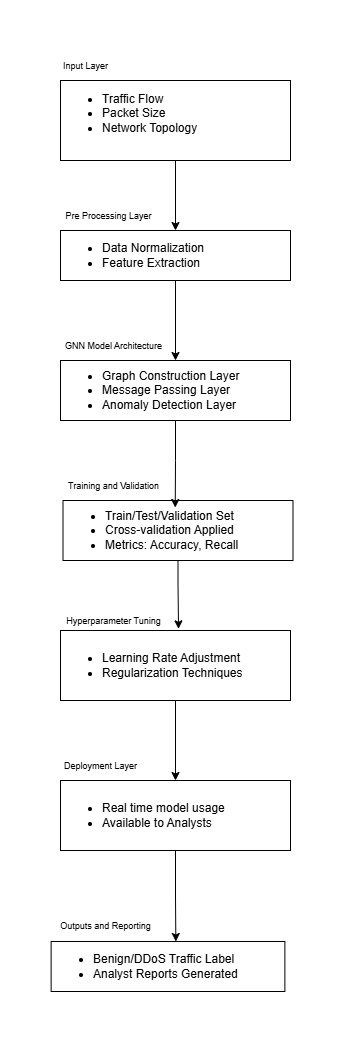 Input Layer
• Traffic Flow
• Packet Size
• Network Topology
Pre Processing Layer
• Data Normalization
• Feature Extraction
GNN Model Architecture
• Graph Construction Layer
• Message Passing Layer
• Anomaly Detection Layer
Training and Validation
• Train/Test/Validation Set
• Cross-validation Applied
• Metrics: Accuracy, Recall
Hyperparameter Tuning
• Learning Rate Adjustment
• Regularization Techniques
Deployment Layer
• Real time model usage
• Available to Analysts
Outputs and Reporting
• Benign/DDoS Traffic Label
• Analyst Reports Generated